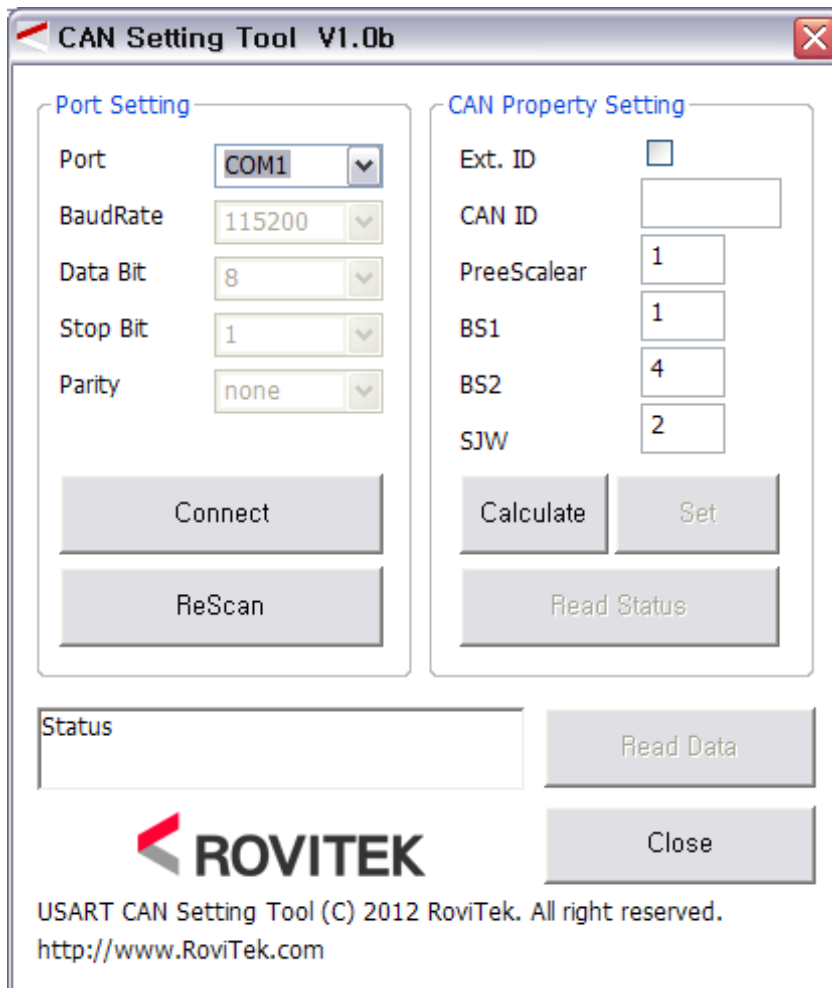 CAN Setting Tool V1.0b
Port Setting
Port COM1
BaudRate 115200
Data Bit 8
Stop Bit 1
Parity none
Connect
ReScan
CAN Property Setting
Ext. ID
CAN ID
PreeScalear 1
BS1 1
BS2 4
SJW 2
Calculate Set
Read Status
Status
Read Data
ROVITEK
Close
USART CAN Setting Tool (C) 2012 RoviTek. All right reserved.
http://www.RoviTek.com